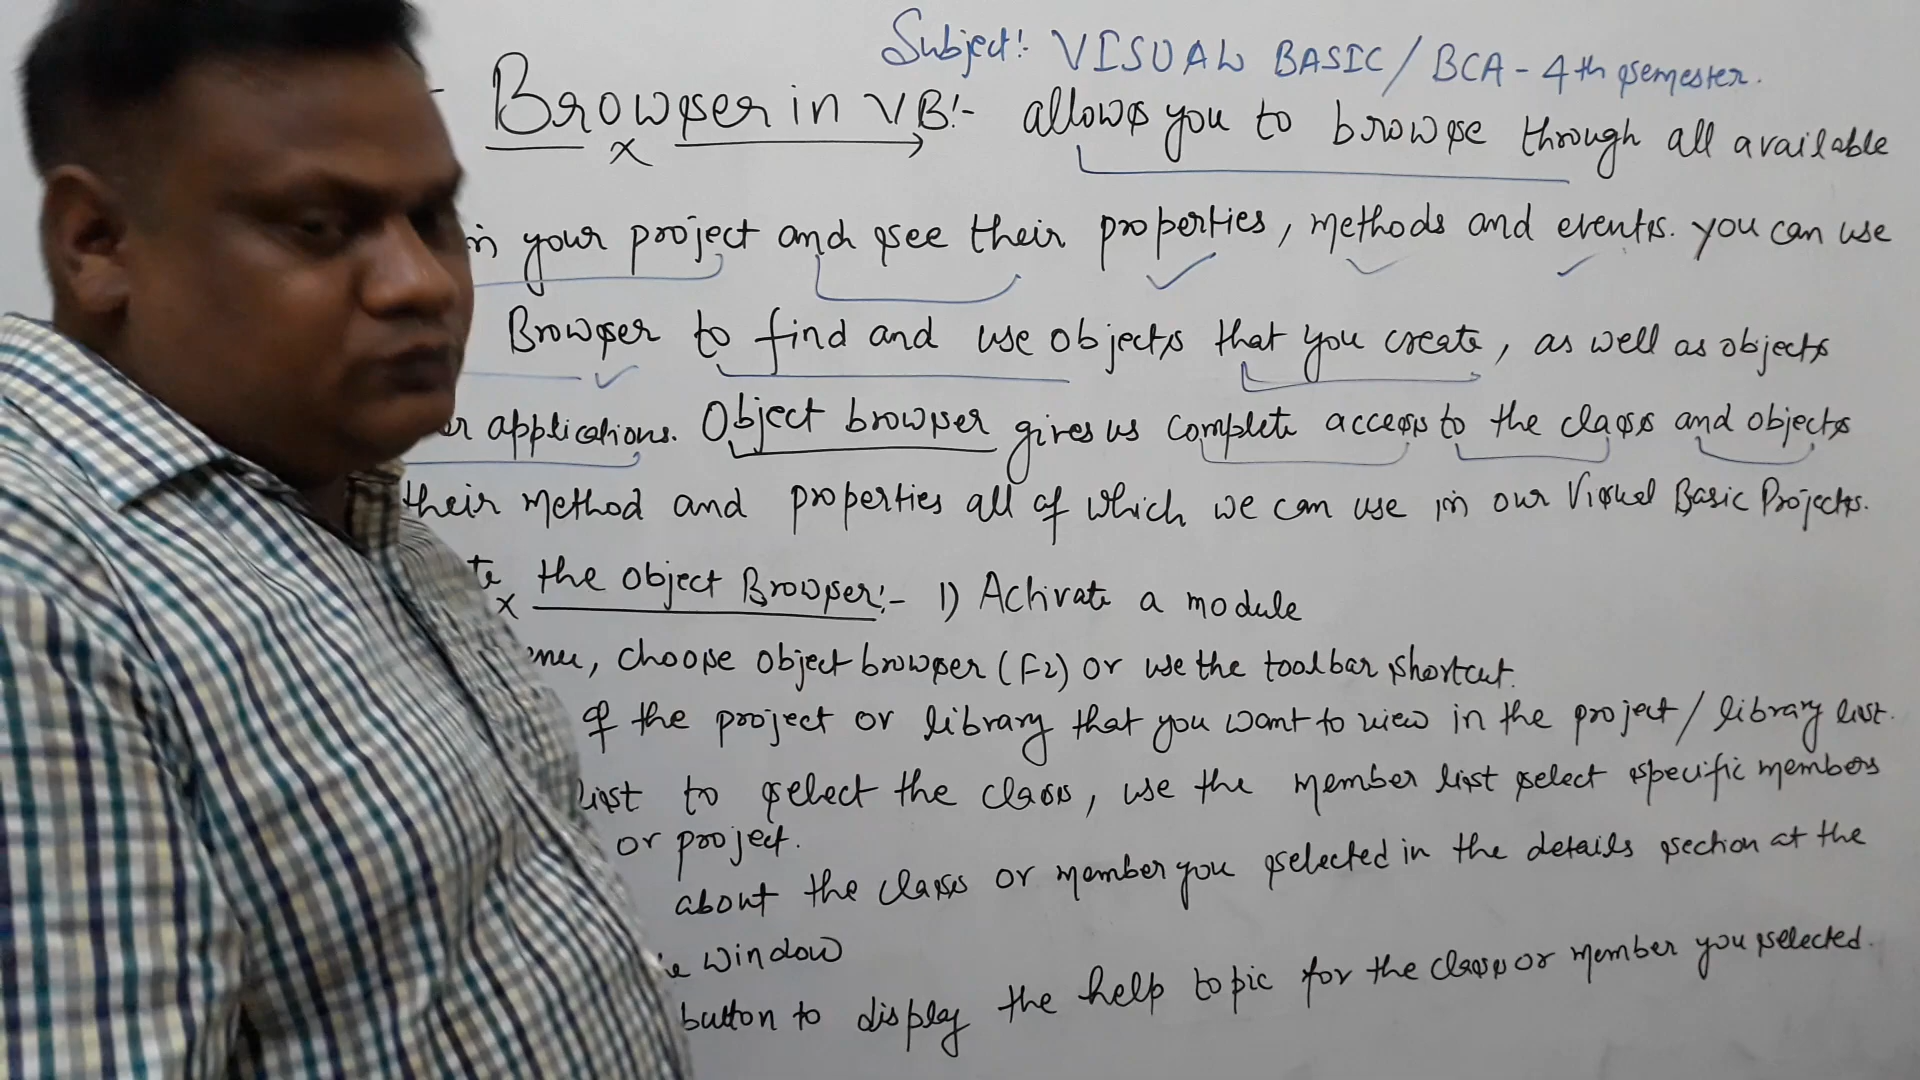 Subject:- VISUAL BASIC / BCA - 4th semester.
Browser in VB:- allows you to browse through all available
in your project and see their properties, methods and events. you can use
Browser to find and use objects that you create, as well as objects
applications. Object browser gives us complete access to the class and objects
their method and properties all of which we can use in our Visual Basic Projects.
the Object Browser:- 1) Activate a module
choose object browser (F2) or use the toolbar shortcut.
of the project or library that you want to view in the project / library list.
list to select the class, use the member list select specific members
or project.
about the class or member you selected in the details section at the
window
button to display the help topic for the class or member you selected.